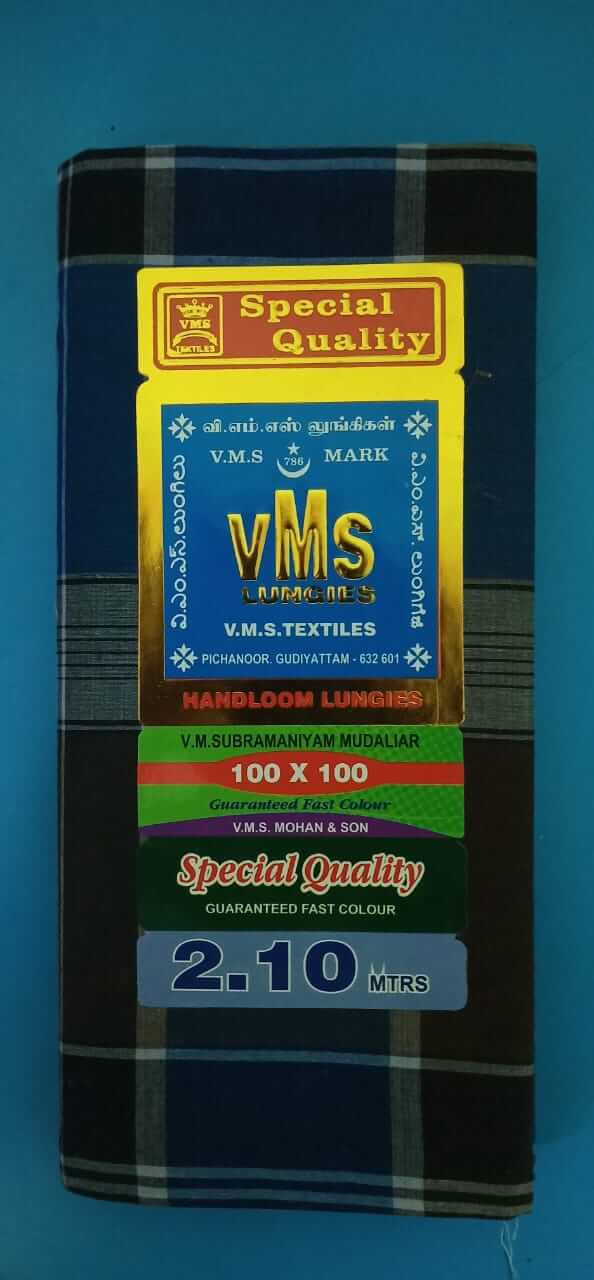 VMS
TEXTILES
Special
Quality
வி.எம்.எஸ் லுங்கிகள்
V.M.S 786 MARK
వి.ఎం.ఎస్.లుంగీలు
VMS
LUNGIES
V.M.S.TEXTILES
PICHANOOR. GUDIYATTAM - 632 601
HANDLOOM LUNGIES
V.M.SUBRAMANIYAM MUDALIAR
100 X 100
Guaranteed Fast Colour
V.M.S. MOHAN & SON
Special Quality
GUARANTEED FAST COLOUR
2.10 MTRS